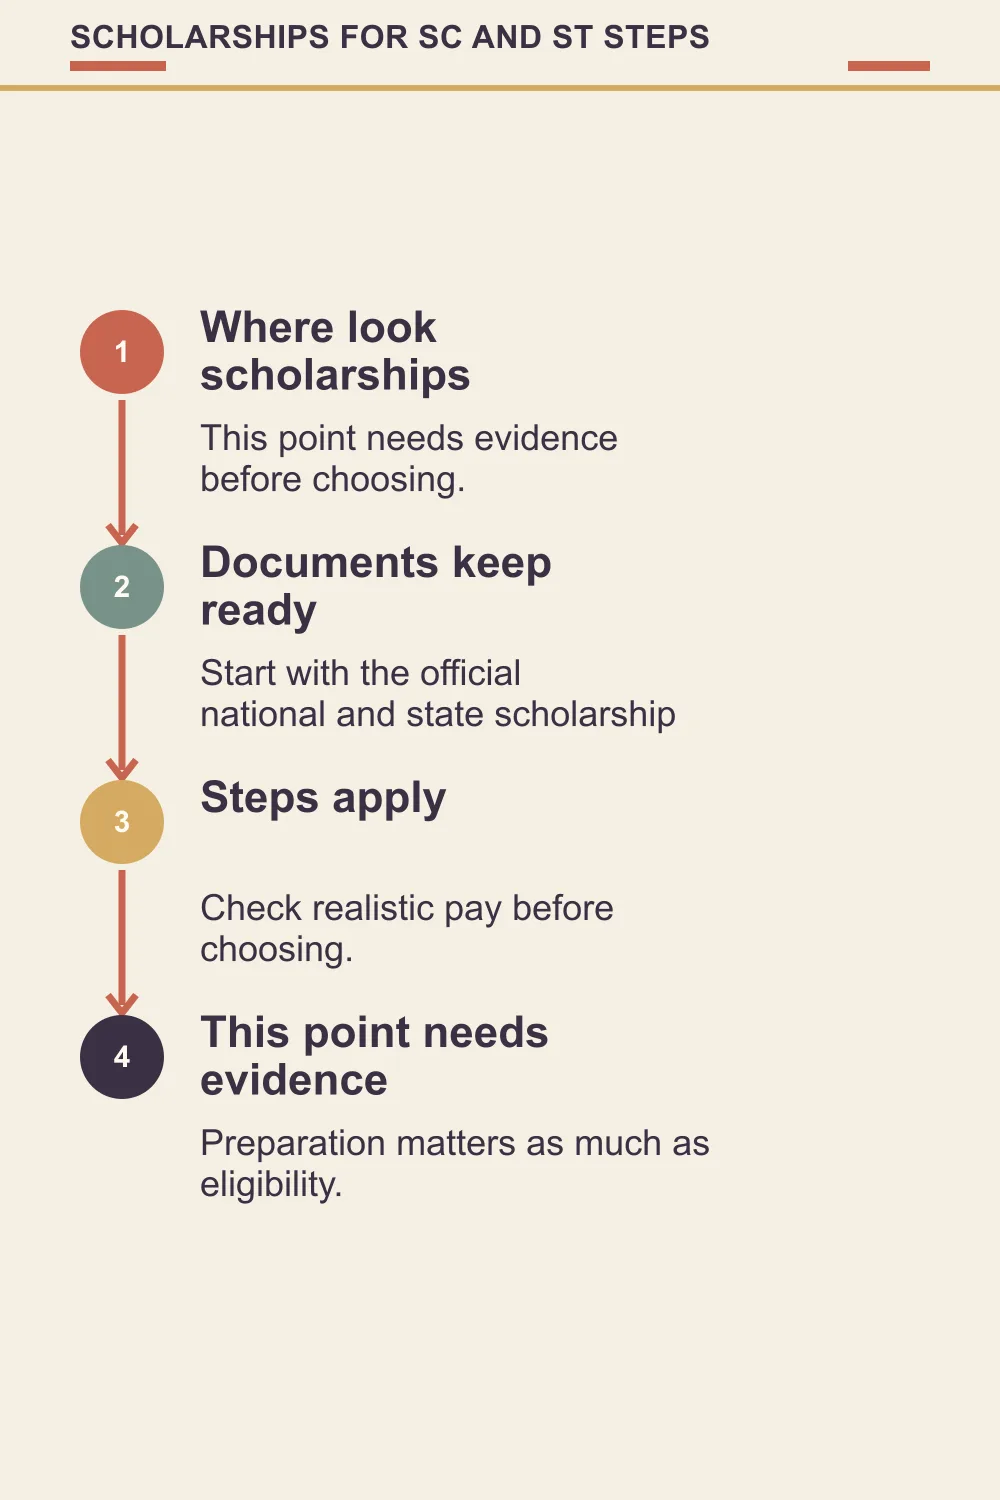 SCHOLARSHIPS FOR SC AND ST STEPS
1
Where look
scholarships
This point needs evidence
before choosing.
2
Documents keep
ready
Start with the official
national and state scholarship
3
Steps apply
Check realistic pay before
choosing.
4
This point needs
evidence
Preparation matters as much as
eligibility.